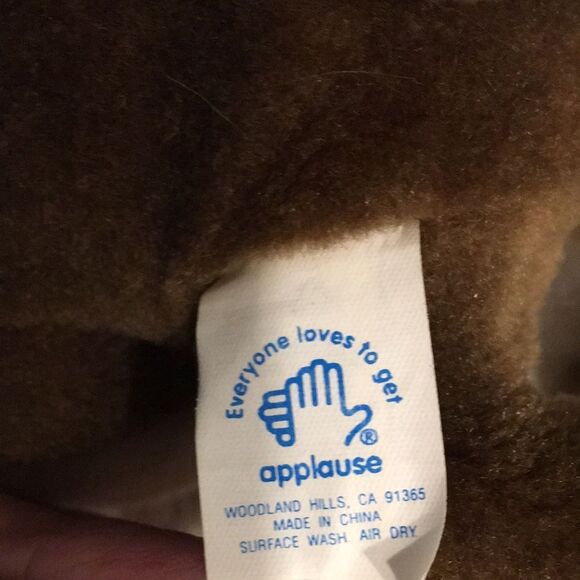 Everyone loves to get
®
applause
WOODLAND HILLS, CA 91365
MADE IN CHINA
SURFACE WASH. AIR DRY.